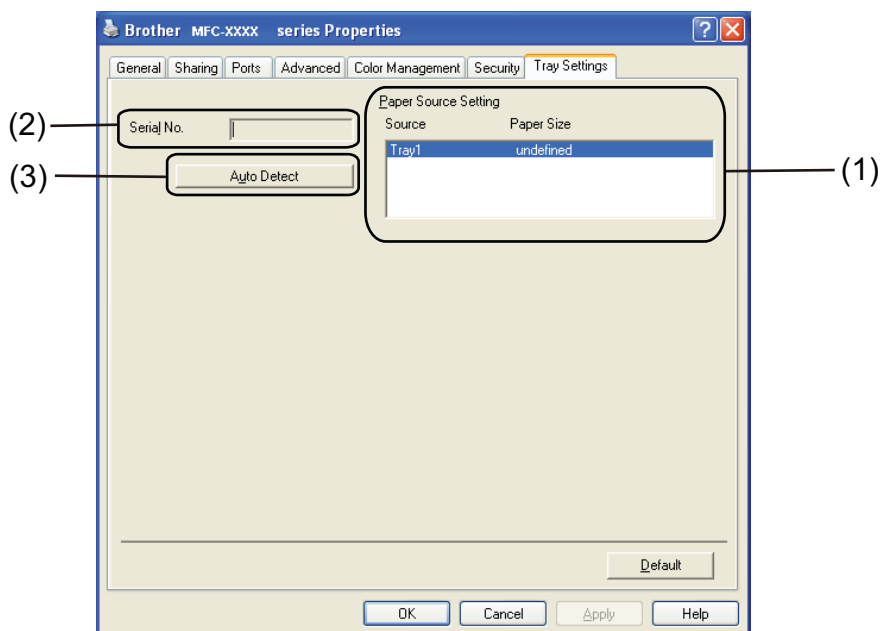 Brother MFC-XXXX series Properties
General Sharing Ports Advanced Color Management Security Tray Settings
(2)
Serial No.
(3)
Auto Detect
Paper Source Setting
Source Paper Size
Tray1 undefined
(1)
Default
OK Cancel Apply Help